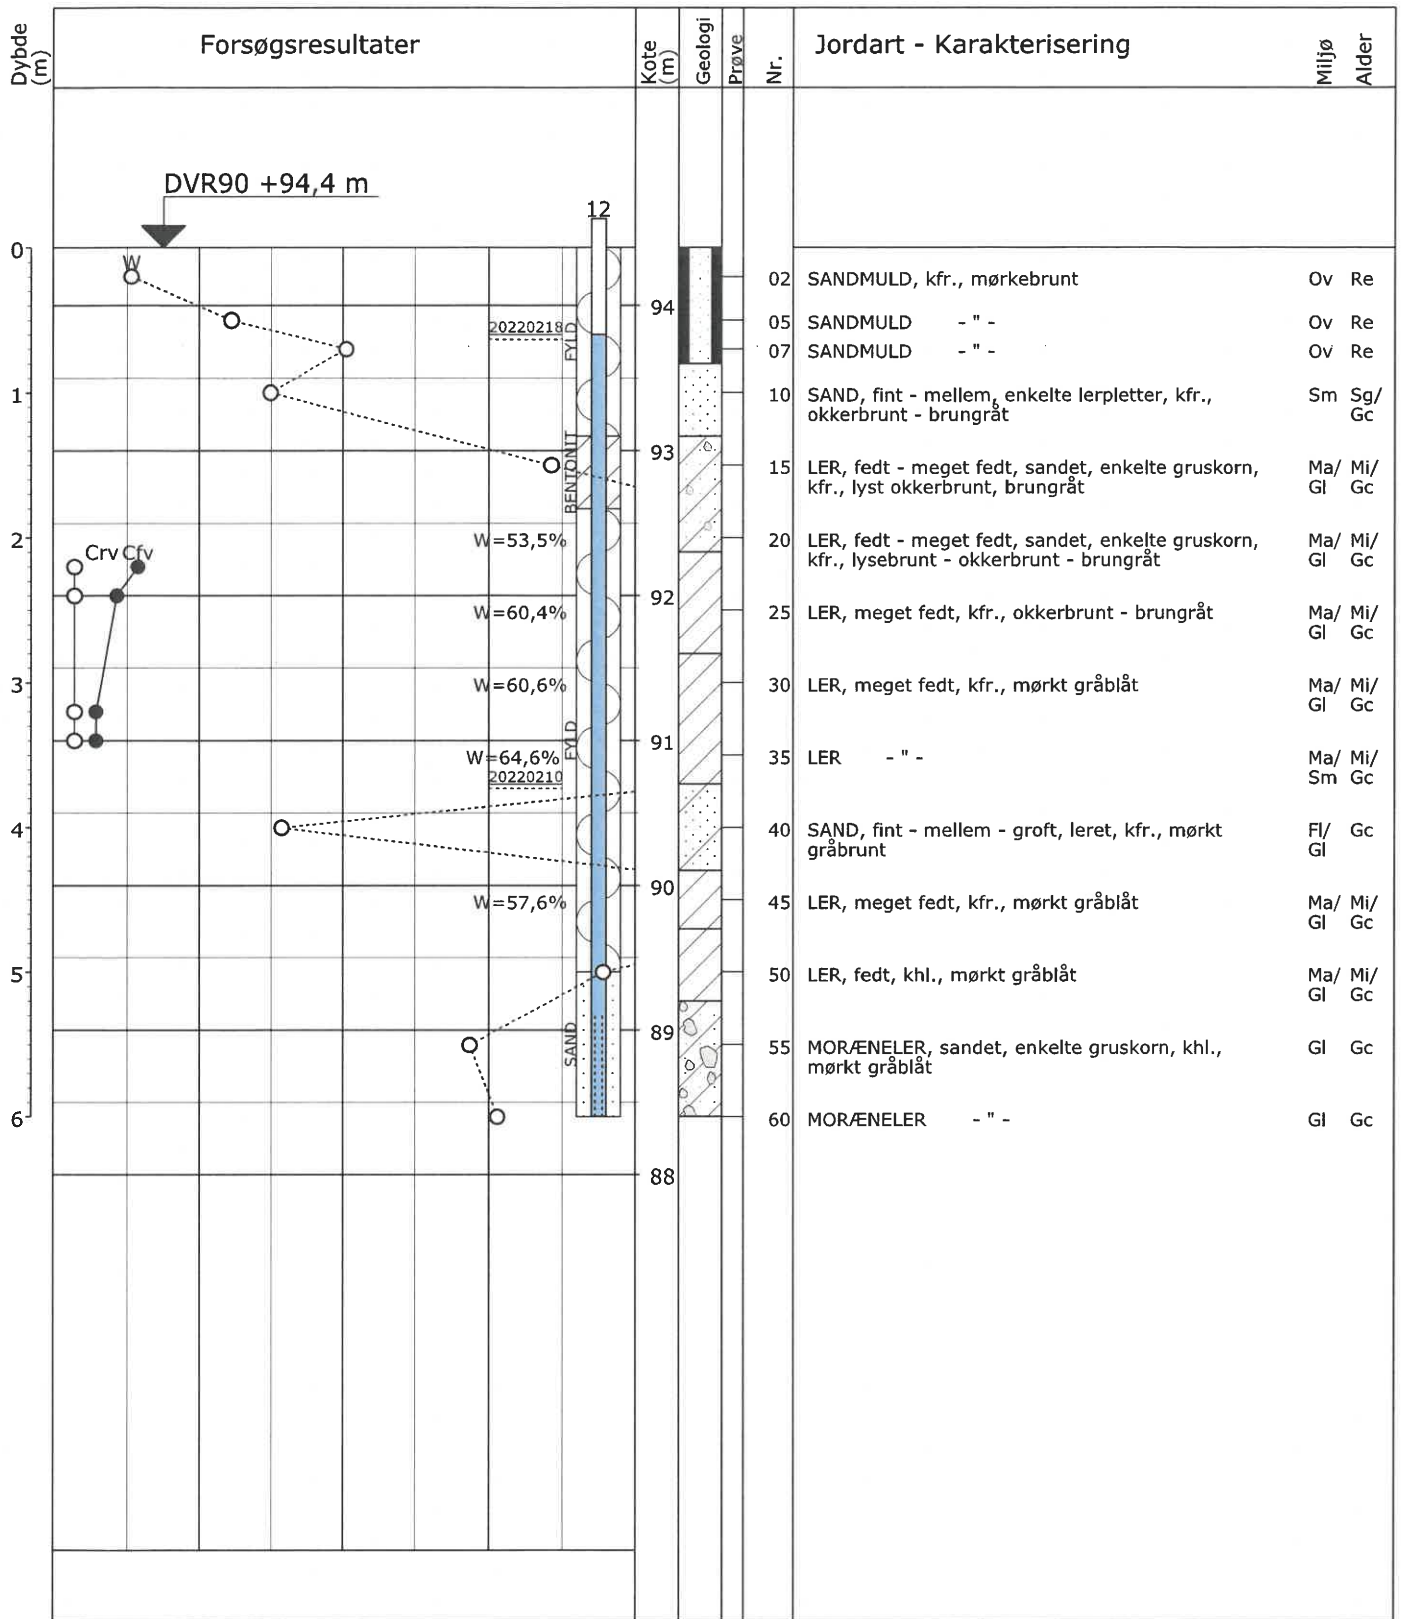 Dybde (m)
Forsøgsresultater
Kote (m)
Geologi
Prøve
Nr.
Jordart - Karakterisering
Miljø
Alder
DVR90 +94,4 m
12
0
W
02 SANDMULD, kfr., mørkebrunt Ov Re
94
20220218
FYLD
05 SANDMULD - " - Ov Re
07 SANDMULD - " - Ov Re
1
10 SAND, fint - mellem, enkelte lerpletter, kfr., Sm Sg/
okkerbrunt - brungråt Gc
93
BENTONIT
15 LER, fedt - meget fedt, sandet, enkelte gruskorn, Ma/ Mi/
kfr., lyst okkerbrunt, brungråt Gl Gc
2
W=53,5%
20 LER, fedt - meget fedt, sandet, enkelte gruskorn, Ma/ Mi/
kfr., lysebrunt - okkerbrunt - brungråt Gl Gc
Crv Cfv
92
W=60,4%
25 LER, meget fedt, kfr., okkerbrunt - brungråt Ma/ Mi/
Gl Gc
3
W=60,6%
30 LER, meget fedt, kfr., mørkt gråblåt Ma/ Mi/
Gl Gc
91
FYLD
W=64,6%
20220210
35 LER - " - Ma/ Mi/
Sm Gc
4
40 SAND, fint - mellem - groft, leret, kfr., mørkt Fl/ Gc
gråbrunt Gl
90
W=57,6%
45 LER, meget fedt, kfr., mørkt gråblåt Ma/ Mi/
Gl Gc
5
50 LER, fedt, khl., mørkt gråblåt Ma/ Mi/
Gl Gc
89
SAND
55 MORÆNELER, sandet, enkelte gruskorn, khl., Gl Gc
mørkt gråblåt
6
60 MORÆNELER - " - Gl Gc
88